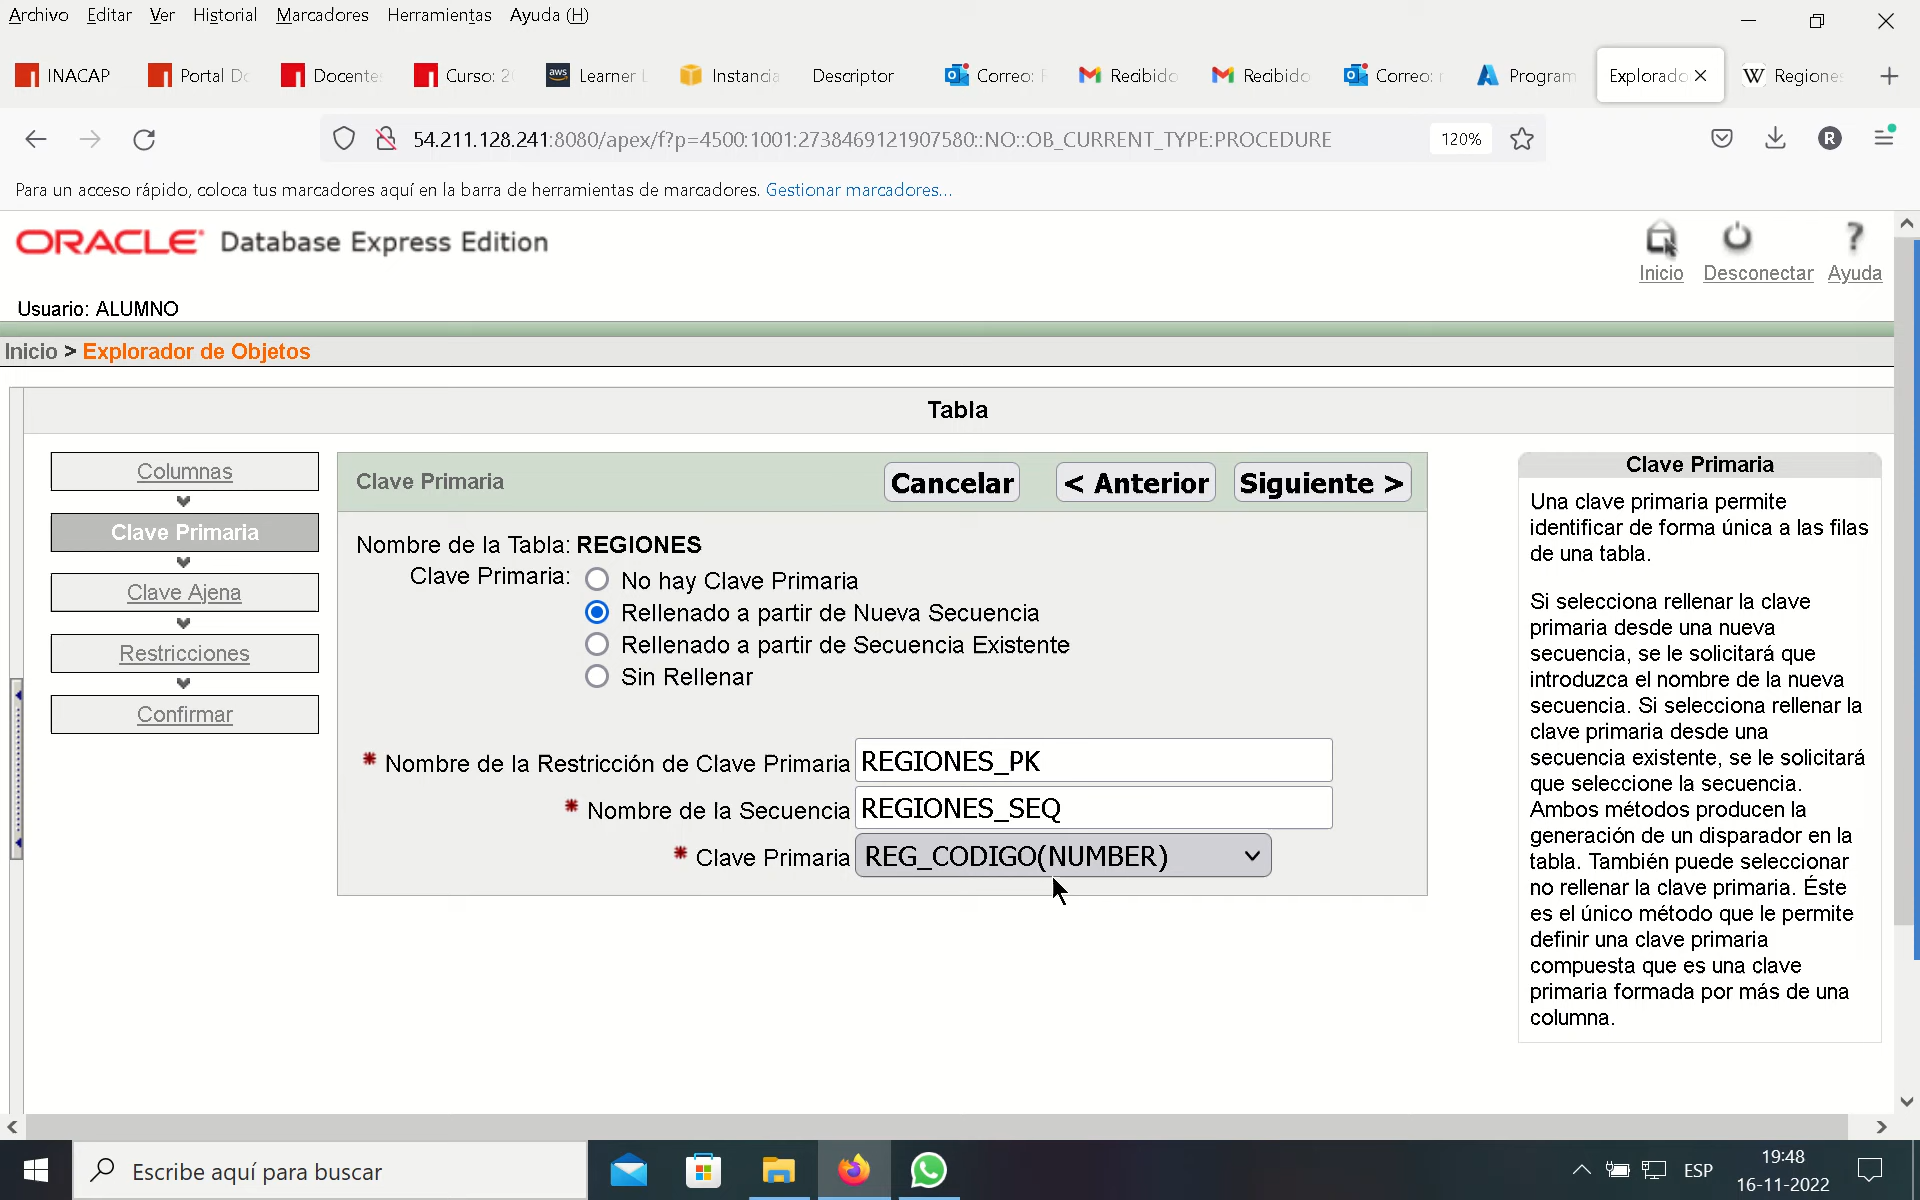 Archivo Editar Ver Historial Marcadores Herramientas Ayuda (H)
INACAP Portal Do Docente Curso: 2 aws Learner L Instancia Descriptor Correo: Recibido Recibido Correo: Program Explorado W Regiones
54.211.128.241:8080/apex/f?p=4500:1001:2738469121907580::NO::OB_CURRENT_TYPE:PROCEDURE 120% R
Para un acceso rápido, coloca tus marcadores aquí en la barra de herramientas de marcadores. Gestionar marcadores...
ORACLE Database Express Edition
Inicio Desconectar Ayuda
Usuario: ALUMNO
Inicio > Explorador de Objetos
Tabla
Columnas
Clave Primaria
Clave Ajena
Restricciones
Confirmar
Clave Primaria Cancelar < Anterior Siguiente >
Nombre de la Tabla: REGIONES
Clave Primaria: No hay Clave Primaria
Rellenado a partir de Nueva Secuencia
Rellenado a partir de Secuencia Existente
Sin Rellenar
* Nombre de la Restricción de Clave Primaria REGIONES_PK
* Nombre de la Secuencia REGIONES_SEQ
* Clave Primaria REG_CODIGO(NUMBER)
Clave Primaria
Una clave primaria permite
identificar de forma única a las filas
de una tabla.
Si selecciona rellenar la clave
primaria desde una nueva
secuencia, se le solicitará que
introduzca el nombre de la nueva
secuencia. Si selecciona rellenar la
clave primaria desde una
secuencia existente, se le solicitará
que seleccione la secuencia.
Ambos métodos producen la
generación de un disparador en la
tabla. También puede seleccionar
no rellenar la clave primaria. Éste
es el único método que le permite
definir una clave primaria
compuesta que es una clave
primaria formada por más de una
columna.
Escribe aquí para buscar
ESP
19:48
16-11-2022